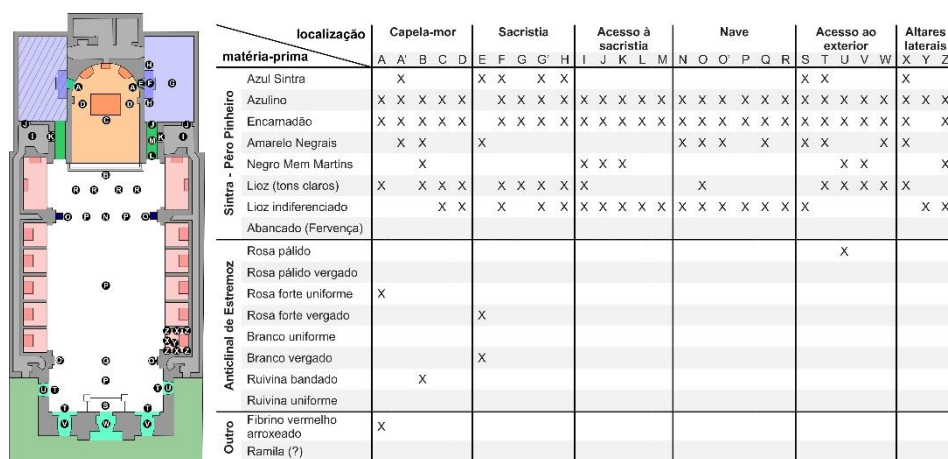 localização
Capela-mor Sacristia Acesso à sacristia Nave Acesso ao exterior Altares laterais
matéria-prima A A' B C D E F G G' H I J K L M N O O' P Q R S T U V W X Y Z
Sintra - Pêro Pinheiro
Azul Sintra X X X X X X X X
Azulino X X X X X X X X X X X X X X X X X X X X X X X X X X X X
Encarnadão X X X X X X X X X X X X X X X X X X X X X X X X X X X
Amarelo Negrais X X X X X X X X X X X
Negro Mem Martins X X X X X X X
Lioz (tons claros) X X X X X X X X X X X X X X X
Lioz indiferenciado X X X X X X X X X X X X X X X X X X X
Abancado (Fervença)
Anticlinal de Estremoz
Rosa pálido X
Rosa pálido vergado
Rosa forte uniforme X
Rosa forte vergado X
Branco uniforme
Branco vergado X
Ruivina bandado X
Ruivina uniforme
Outro
Fibrino vermelho
arroxeado X
Ramila (?)
H
A A E F G
D D H
C
J J J
I K M K I
L
B
R R R R
O P N P O
P
Z X Z
X Y
Z X Z
O' Q O'
P
U T T U
S
T T
V W V